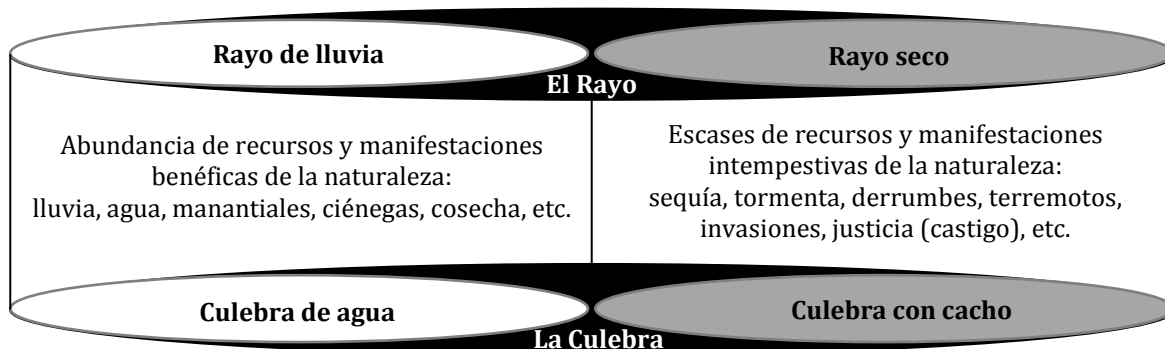 Rayo de lluvia
Rayo seco
El Rayo
Abundancia de recursos y manifestaciones
benéficas de la naturaleza:
lluvia, agua, manantiales, ciénegas, cosecha, etc.
Escases de recursos y manifestaciones
intempestivas de la naturaleza:
sequía, tormenta, derrumbes, terremotos,
invasiones, justicia (castigo), etc.
Culebra de agua
Culebra con cacho
La Culebra